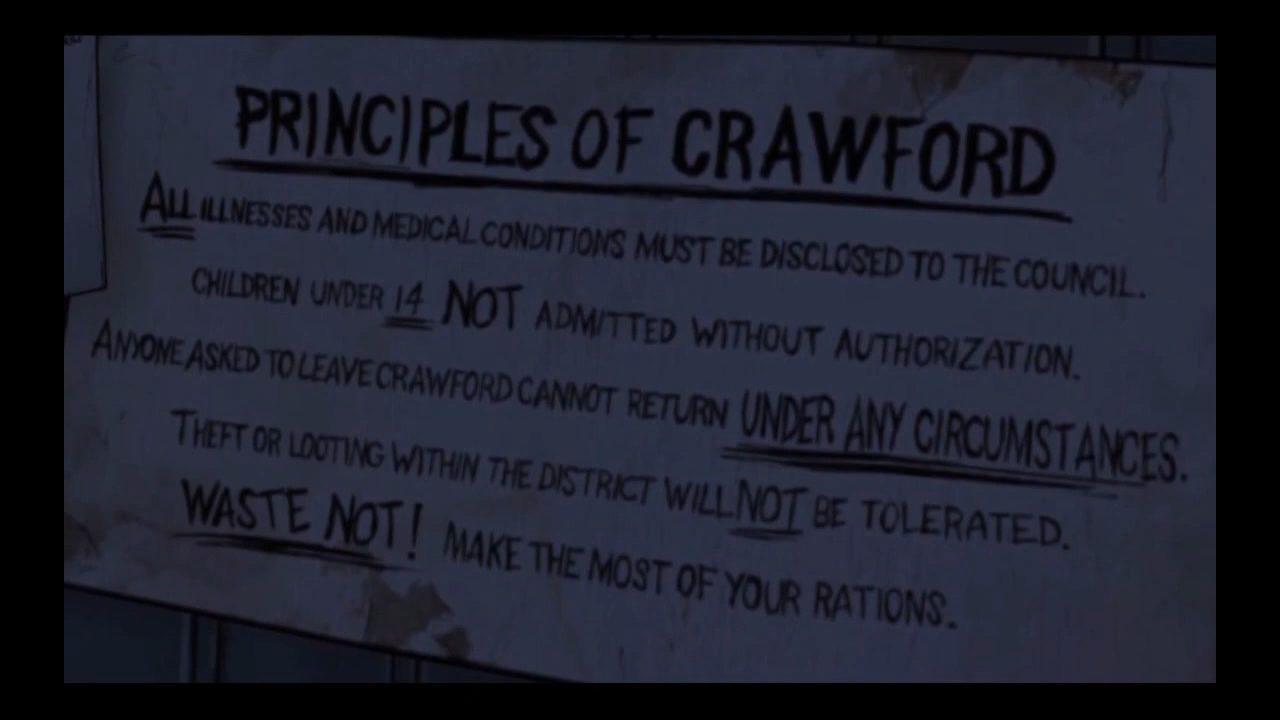 PRINCIPLES OF CRAWFORD
ALL ILLNESSES AND MEDICAL CONDITIONS MUST BE DISCLOSED TO THE COUNCIL.
CHILDREN UNDER 14 NOT ADMITTED WITHOUT AUTHORIZATION.
ANYONE ASKED TO LEAVE CRAWFORD CANNOT RETURN UNDER ANY CIRCUMSTANCES.
THEFT OR LOOTING WITHIN THE DISTRICT WILL NOT BE TOLERATED.
WASTE NOT! MAKE THE MOST OF YOUR RATIONS.